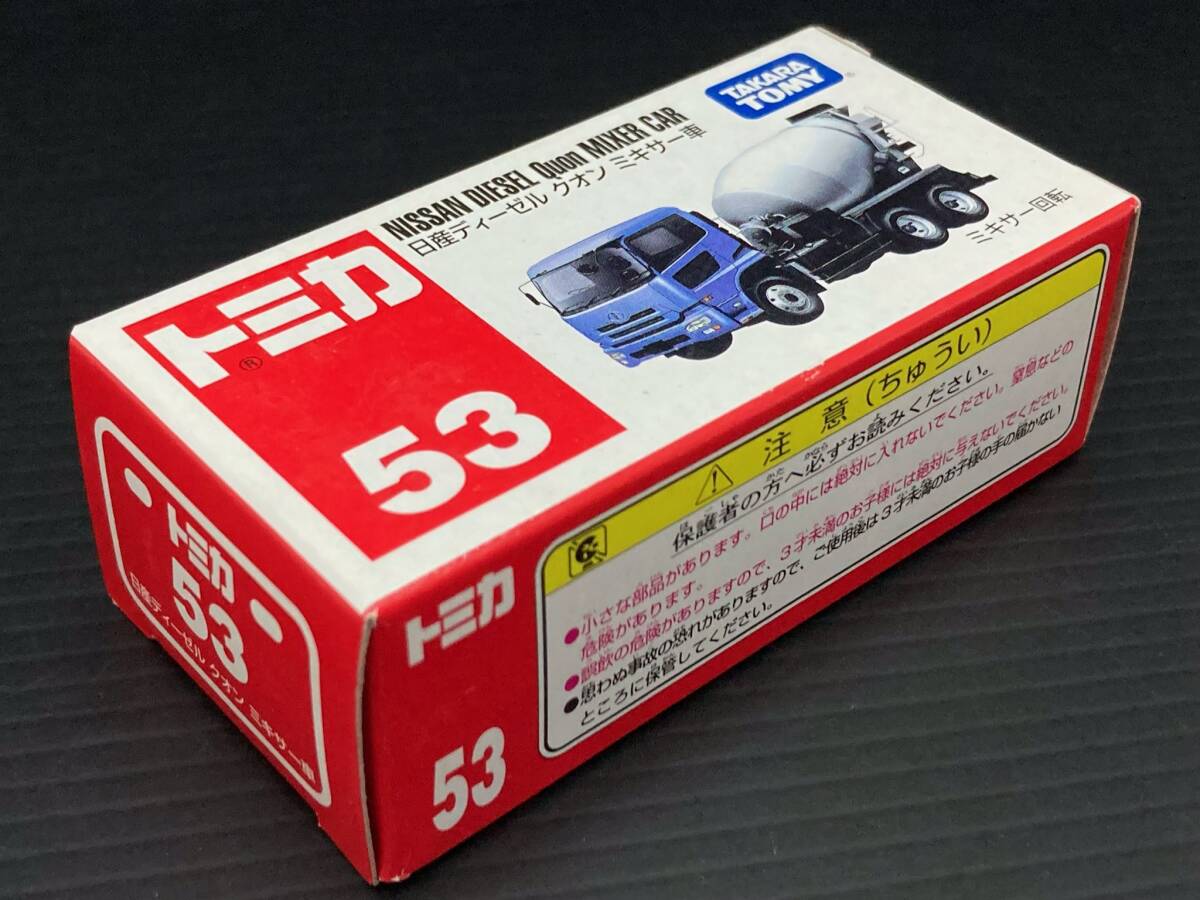 TAKARA
TOMY
NISSAN DIESEL Quon MIXER CAR
日産ディーゼル クオン ミキサー車
ミキサー回転
トミカ
®
53
トミカ
53
日産ディーゼル クオン ミキサー車
トミカ
53
6
注意(ちゅうい)
保護者の方へ必ずお読みください。
●小さな部品があります。口の中には絶対に入れないでください。窒息などの
危険があります。
●誤飲の危険がありますので、3才未満のお子様には絶対に与えないでください。
●思わぬ事故の恐れがありますので、ご使用後は3才未満のお子様の手の届かない
ところに保管してください。